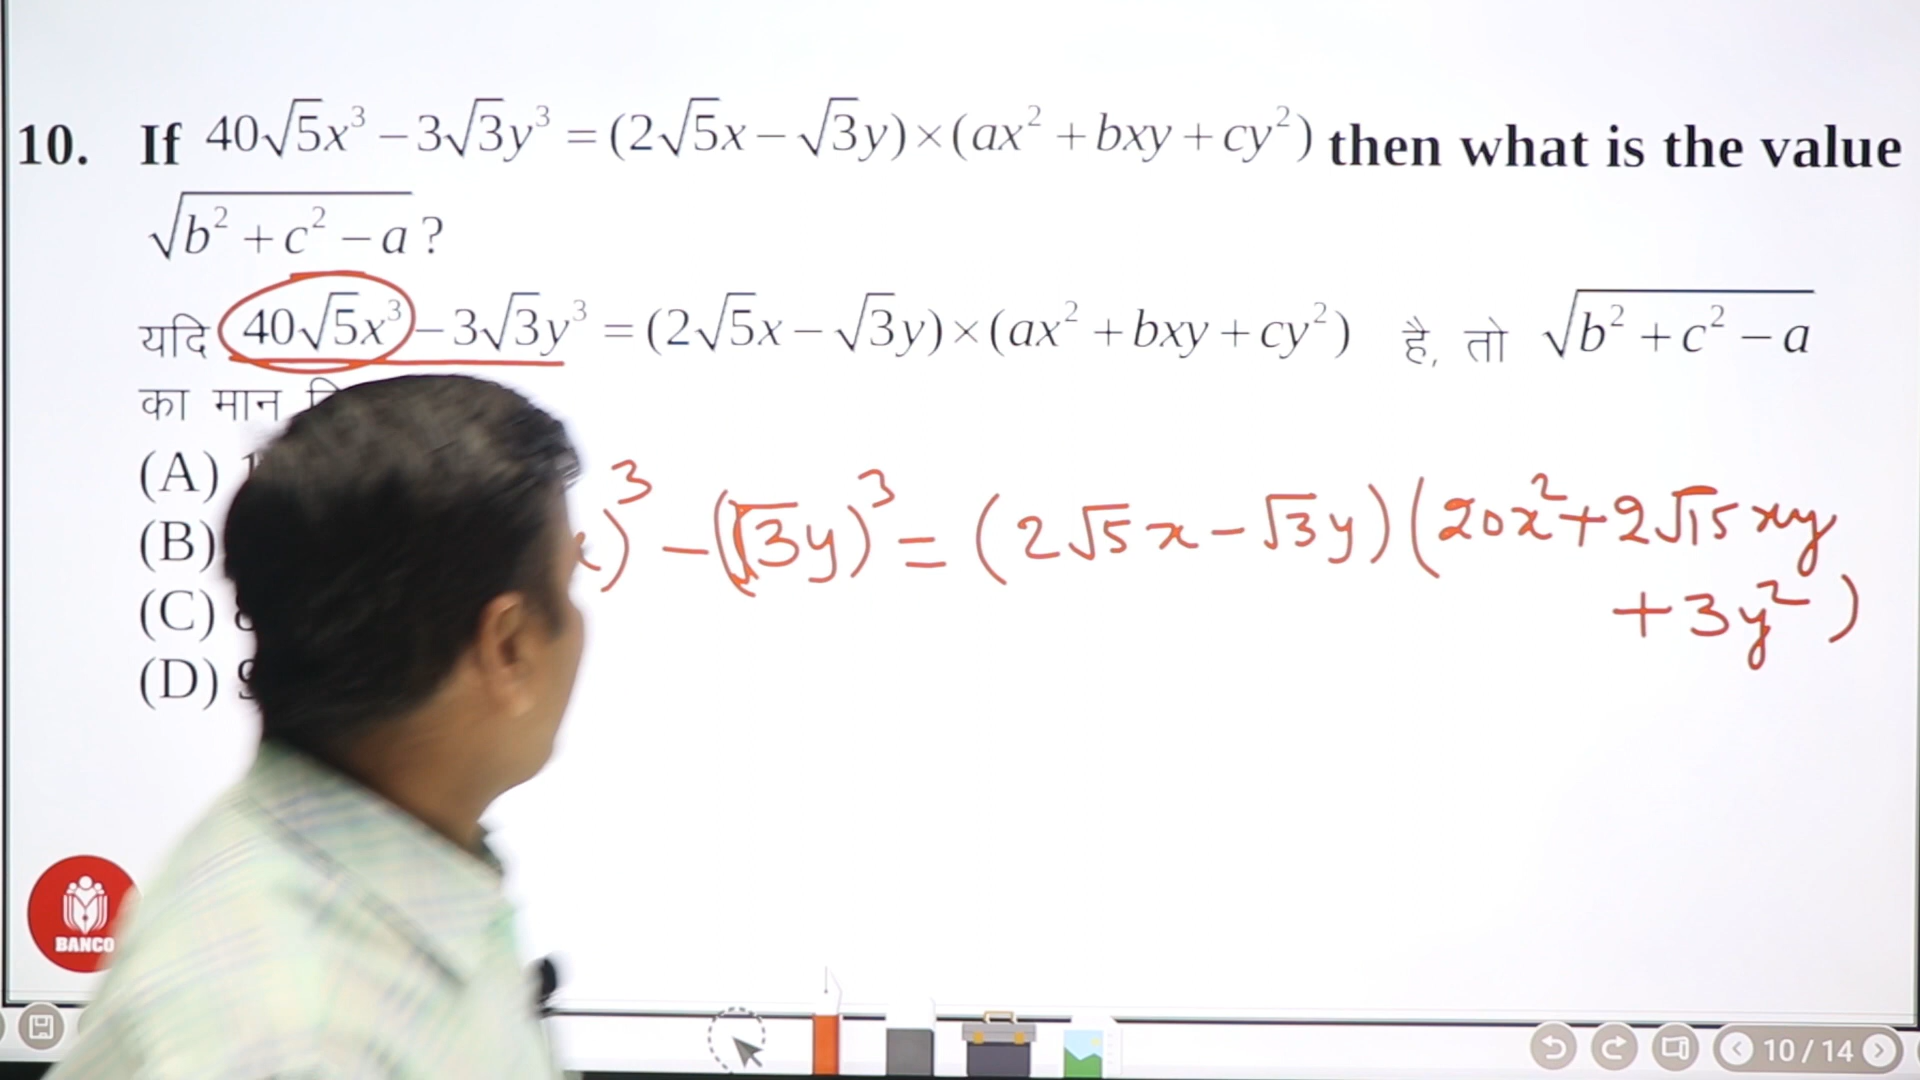 10. If 40√5x³ − 3√3y³ = (2√5x − √3y) × (ax² + bxy + cy²) then what is the value
√(b² + c² − a) ?
यदि 40√5x³ − 3√3y³ = (2√5x − √3y) × (ax² + bxy + cy²) है, तो √(b² + c² − a)
का मान
(A)
(B)
(C)
(D)
)³ − (√3y)³ = (2√5x − √3y)(20x² + 2√15xy
+ 3y²)
BANCO
10 / 14